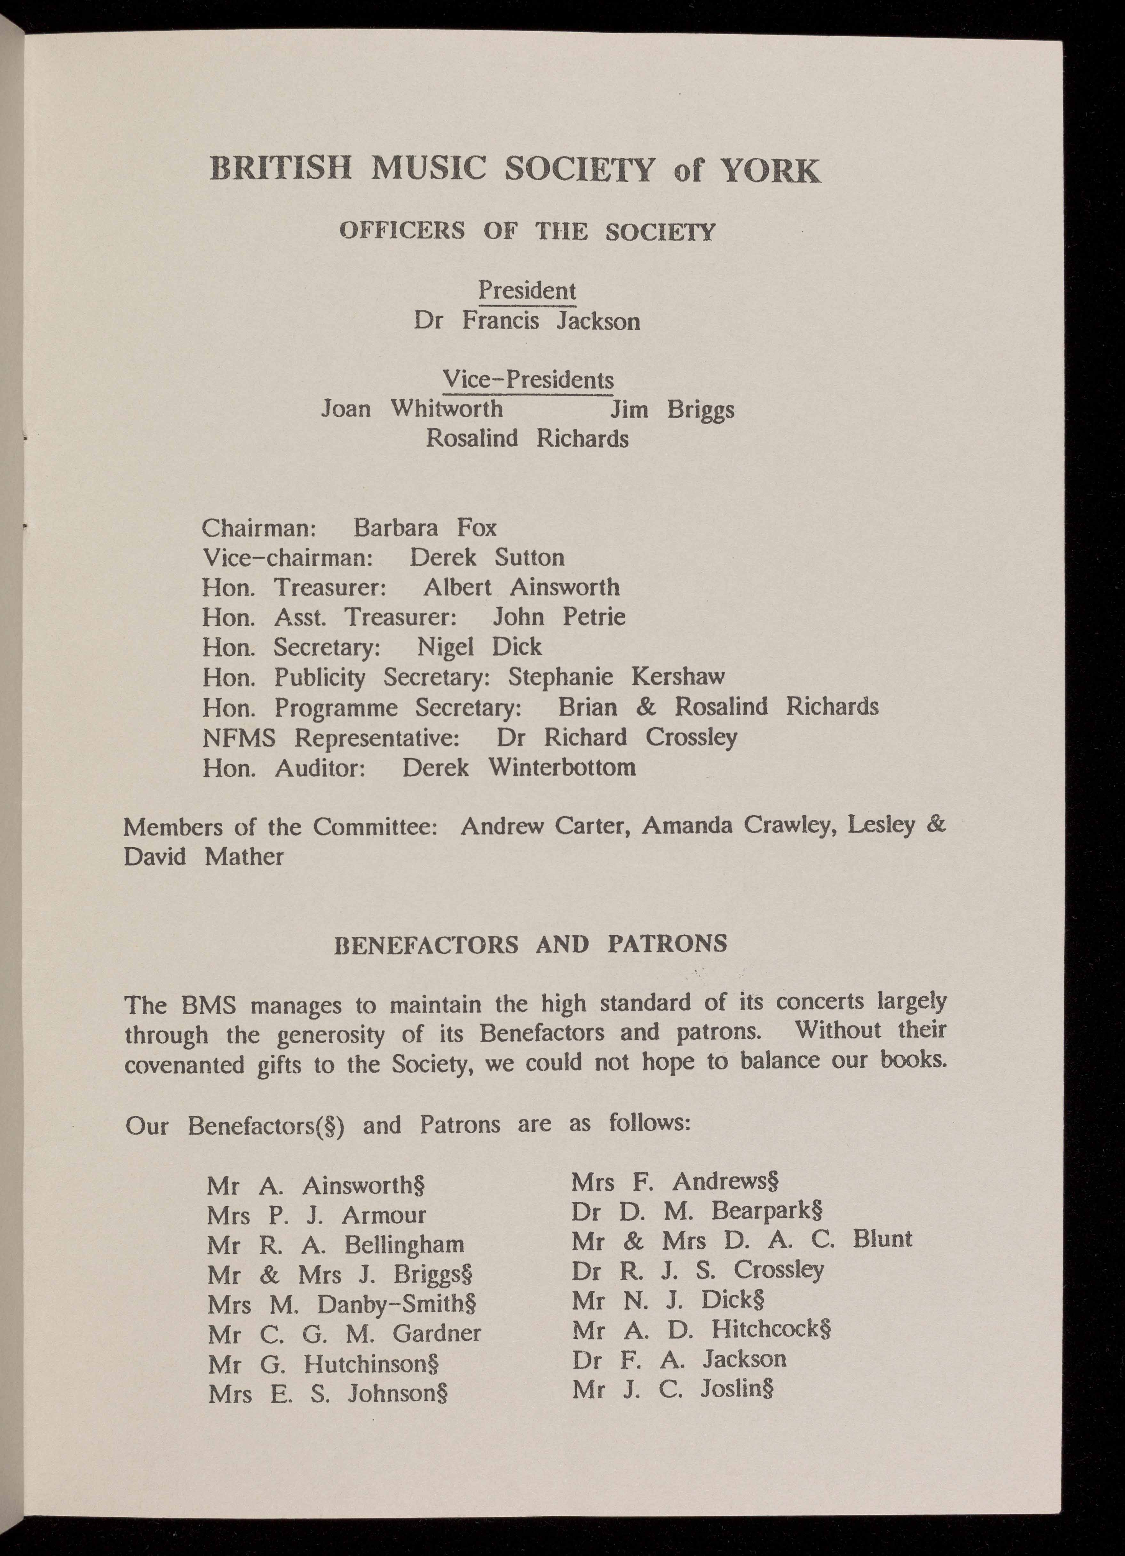 BRITISH MUSIC SOCIETY of YORK
OFFICERS OF THE SOCIETY
President
Dr Francis Jackson
Vice-Presidents
Joan Whitworth Jim Briggs
Rosalind Richards
Chairman: Barbara Fox
Vice-chairman: Derek Sutton
Hon. Treasurer: Albert Ainsworth
Hon. Asst. Treasurer: John Petrie
Hon. Secretary: Nigel Dick
Hon. Publicity Secretary: Stephanie Kershaw
Hon. Programme Secretary: Brian & Rosalind Richards
NFMS Representative: Dr Richard Crossley
Hon. Auditor: Derek Winterbottom
Members of the Committee: Andrew Carter, Amanda Crawley, Lesley &
David Mather
BENEFACTORS AND PATRONS
The BMS manages to maintain the high standard of its concerts largely
through the generosity of its Benefactors and patrons. Without their
covenanted gifts to the Society, we could not hope to balance our books.
Our Benefactors(§) and Patrons are as follows:
Mr A. Ainsworth§ Mrs F. Andrews§
Mrs P. J. Armour Dr D. M. Bearpark§
Mr R. A. Bellingham Mr & Mrs D. A. C. Blunt
Mr & Mrs J. Briggs§ Dr R. J. S. Crossley
Mrs M. Danby-Smith§ Mr N. J. Dick§
Mr C. G. M. Gardner Mr A. D. Hitchcock§
Mr G. Hutchinson§ Dr F. A. Jackson
Mrs E. S. Johnson§ Mr J. C. Joslin§